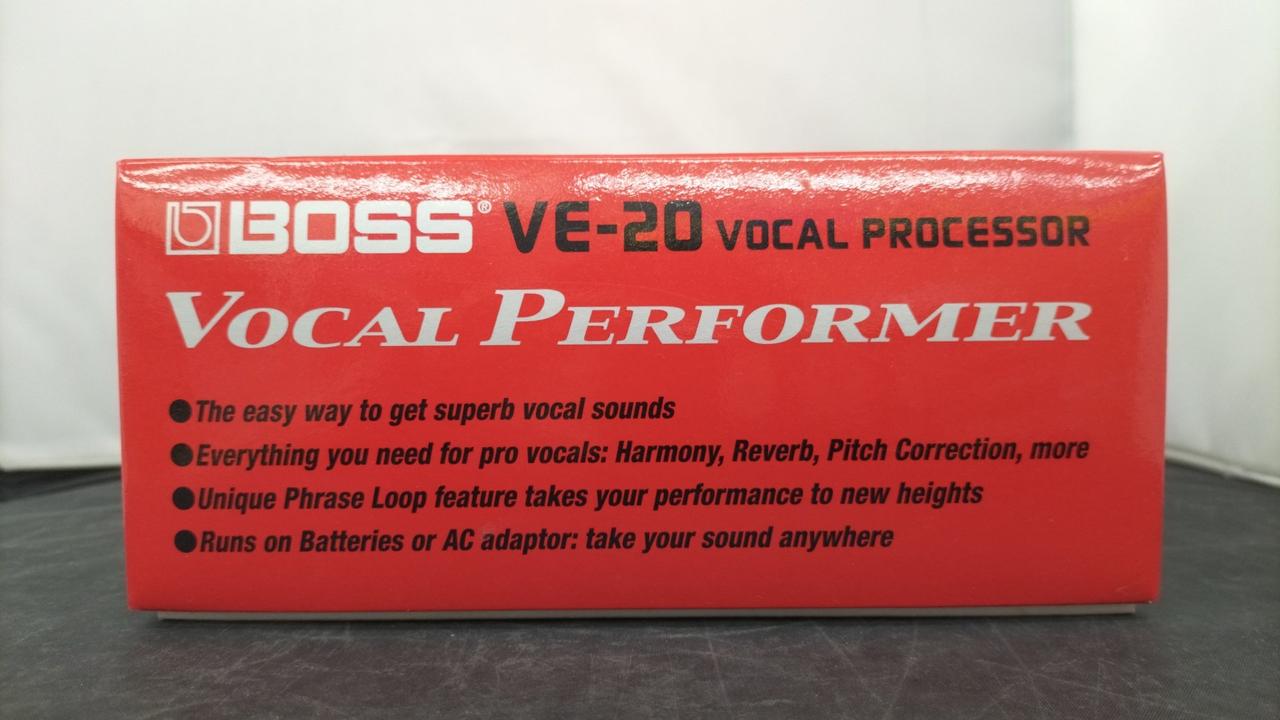 BOSS® VE-20 VOCAL PROCESSOR
VOCAL PERFORMER
●The easy way to get superb vocal sounds
●Everything you need for pro vocals: Harmony, Reverb, Pitch Correction, more
●Unique Phrase Loop feature takes your performance to new heights
●Runs on Batteries or AC adaptor: take your sound anywhere